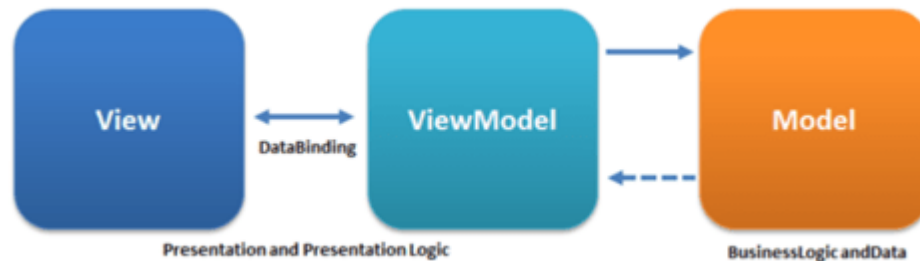 View
ViewModel
Model
DataBinding
Presentation and Presentation Logic
BusinessLogic andData